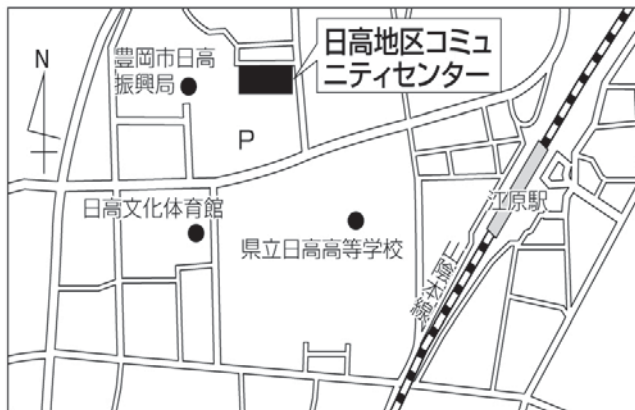 N
豊岡市日高
振興局
日高地区コミュ
ニティセンター
P
日高文化体育館
県立日高高等学校
江原駅
山陰本線